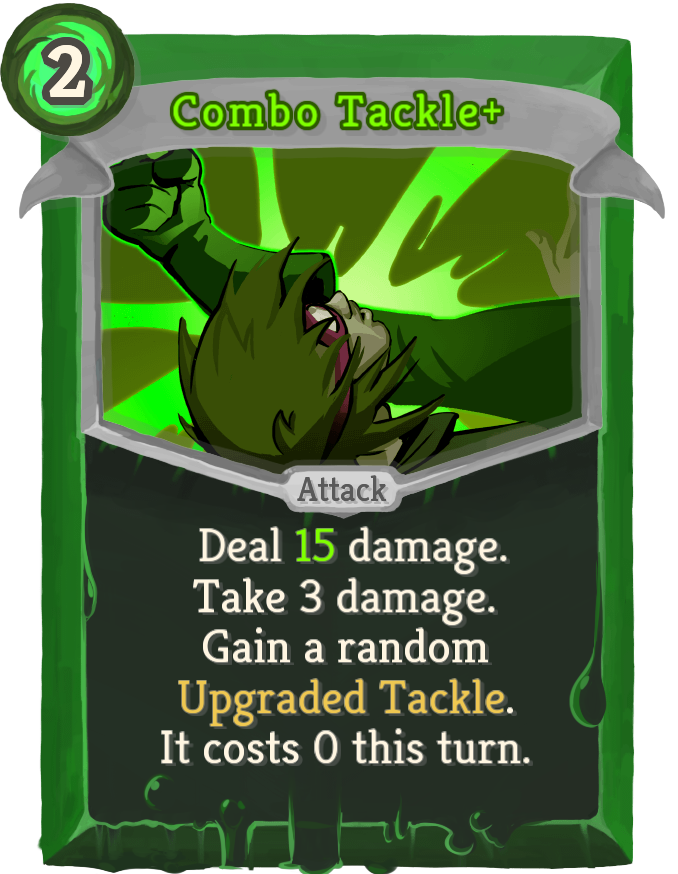 2
Combo Tackle+
Attack
Deal 15 damage.
Take 3 damage.
Gain a random
Upgraded Tackle.
It costs 0 this turn.